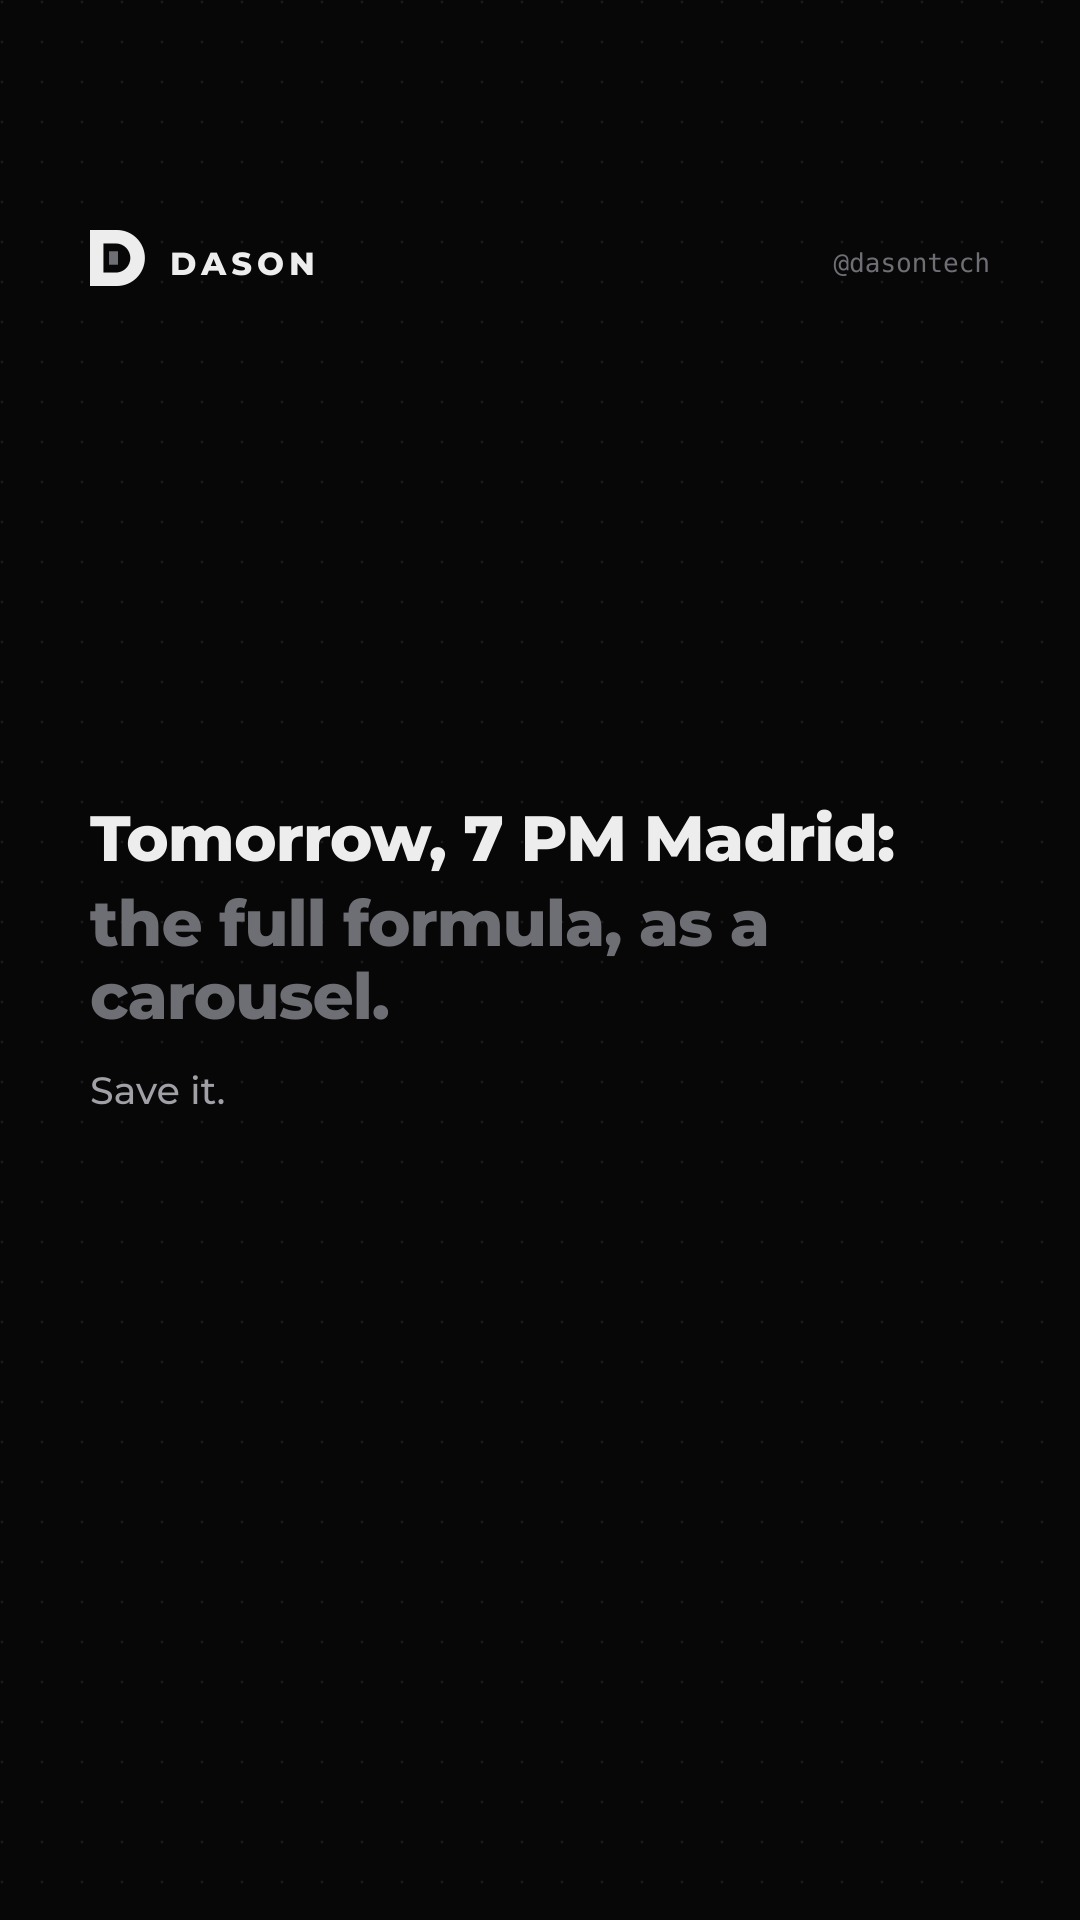 DASON
@dasontech
Tomorrow, 7 PM Madrid:
the full formula, as a
carousel.
Save it.